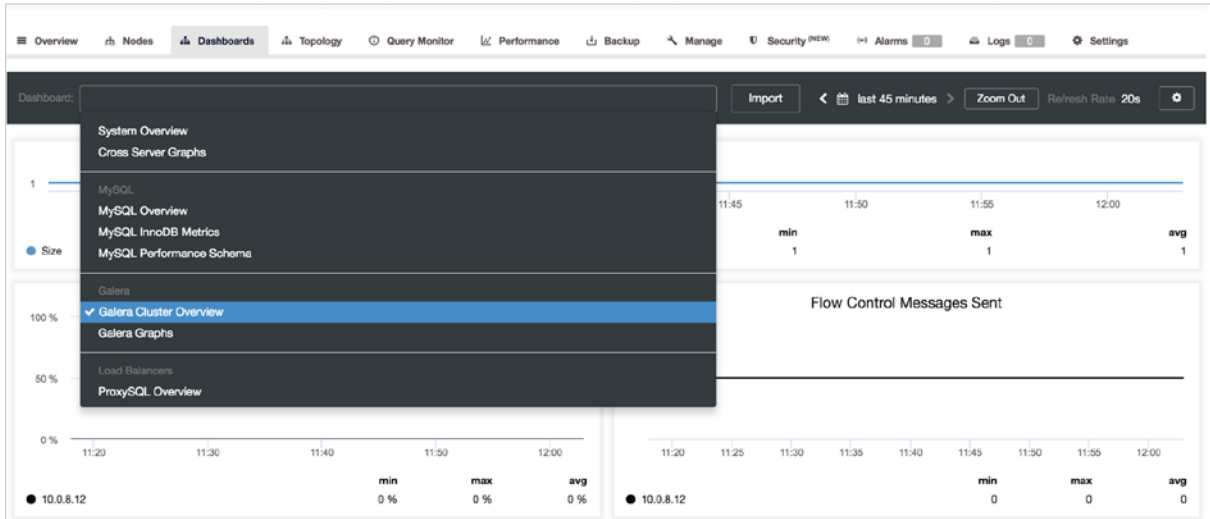 Overview Nodes Dashboards Topology Query Monitor Performance Backup Manage Security (NEW) Alarms 0 Logs 0 Settings
Dashboard: Import last 45 minutes Zoom Out Refresh Rate 20s
System Overview
Cross Server Graphs
MySQL
MySQL Overview
MySQL InnoDB Metrics
MySQL Performance Schema
Galera
Galera Cluster Overview
Galera Graphs
Load Balancers
ProxySQL Overview
1
11:45 11:50 11:55 12:00
min max avg
Size 1 1 1
100 %
50 %
0 %
11:20 11:30 11:40 11:50 12:00
min max avg
10.0.8.12 0 % 0 % 0 %
Flow Control Messages Sent
11:20 11:25 11:30 11:35 11:40 11:45 11:50 11:55 12:00
min max avg
10.0.8.12 0 0 0